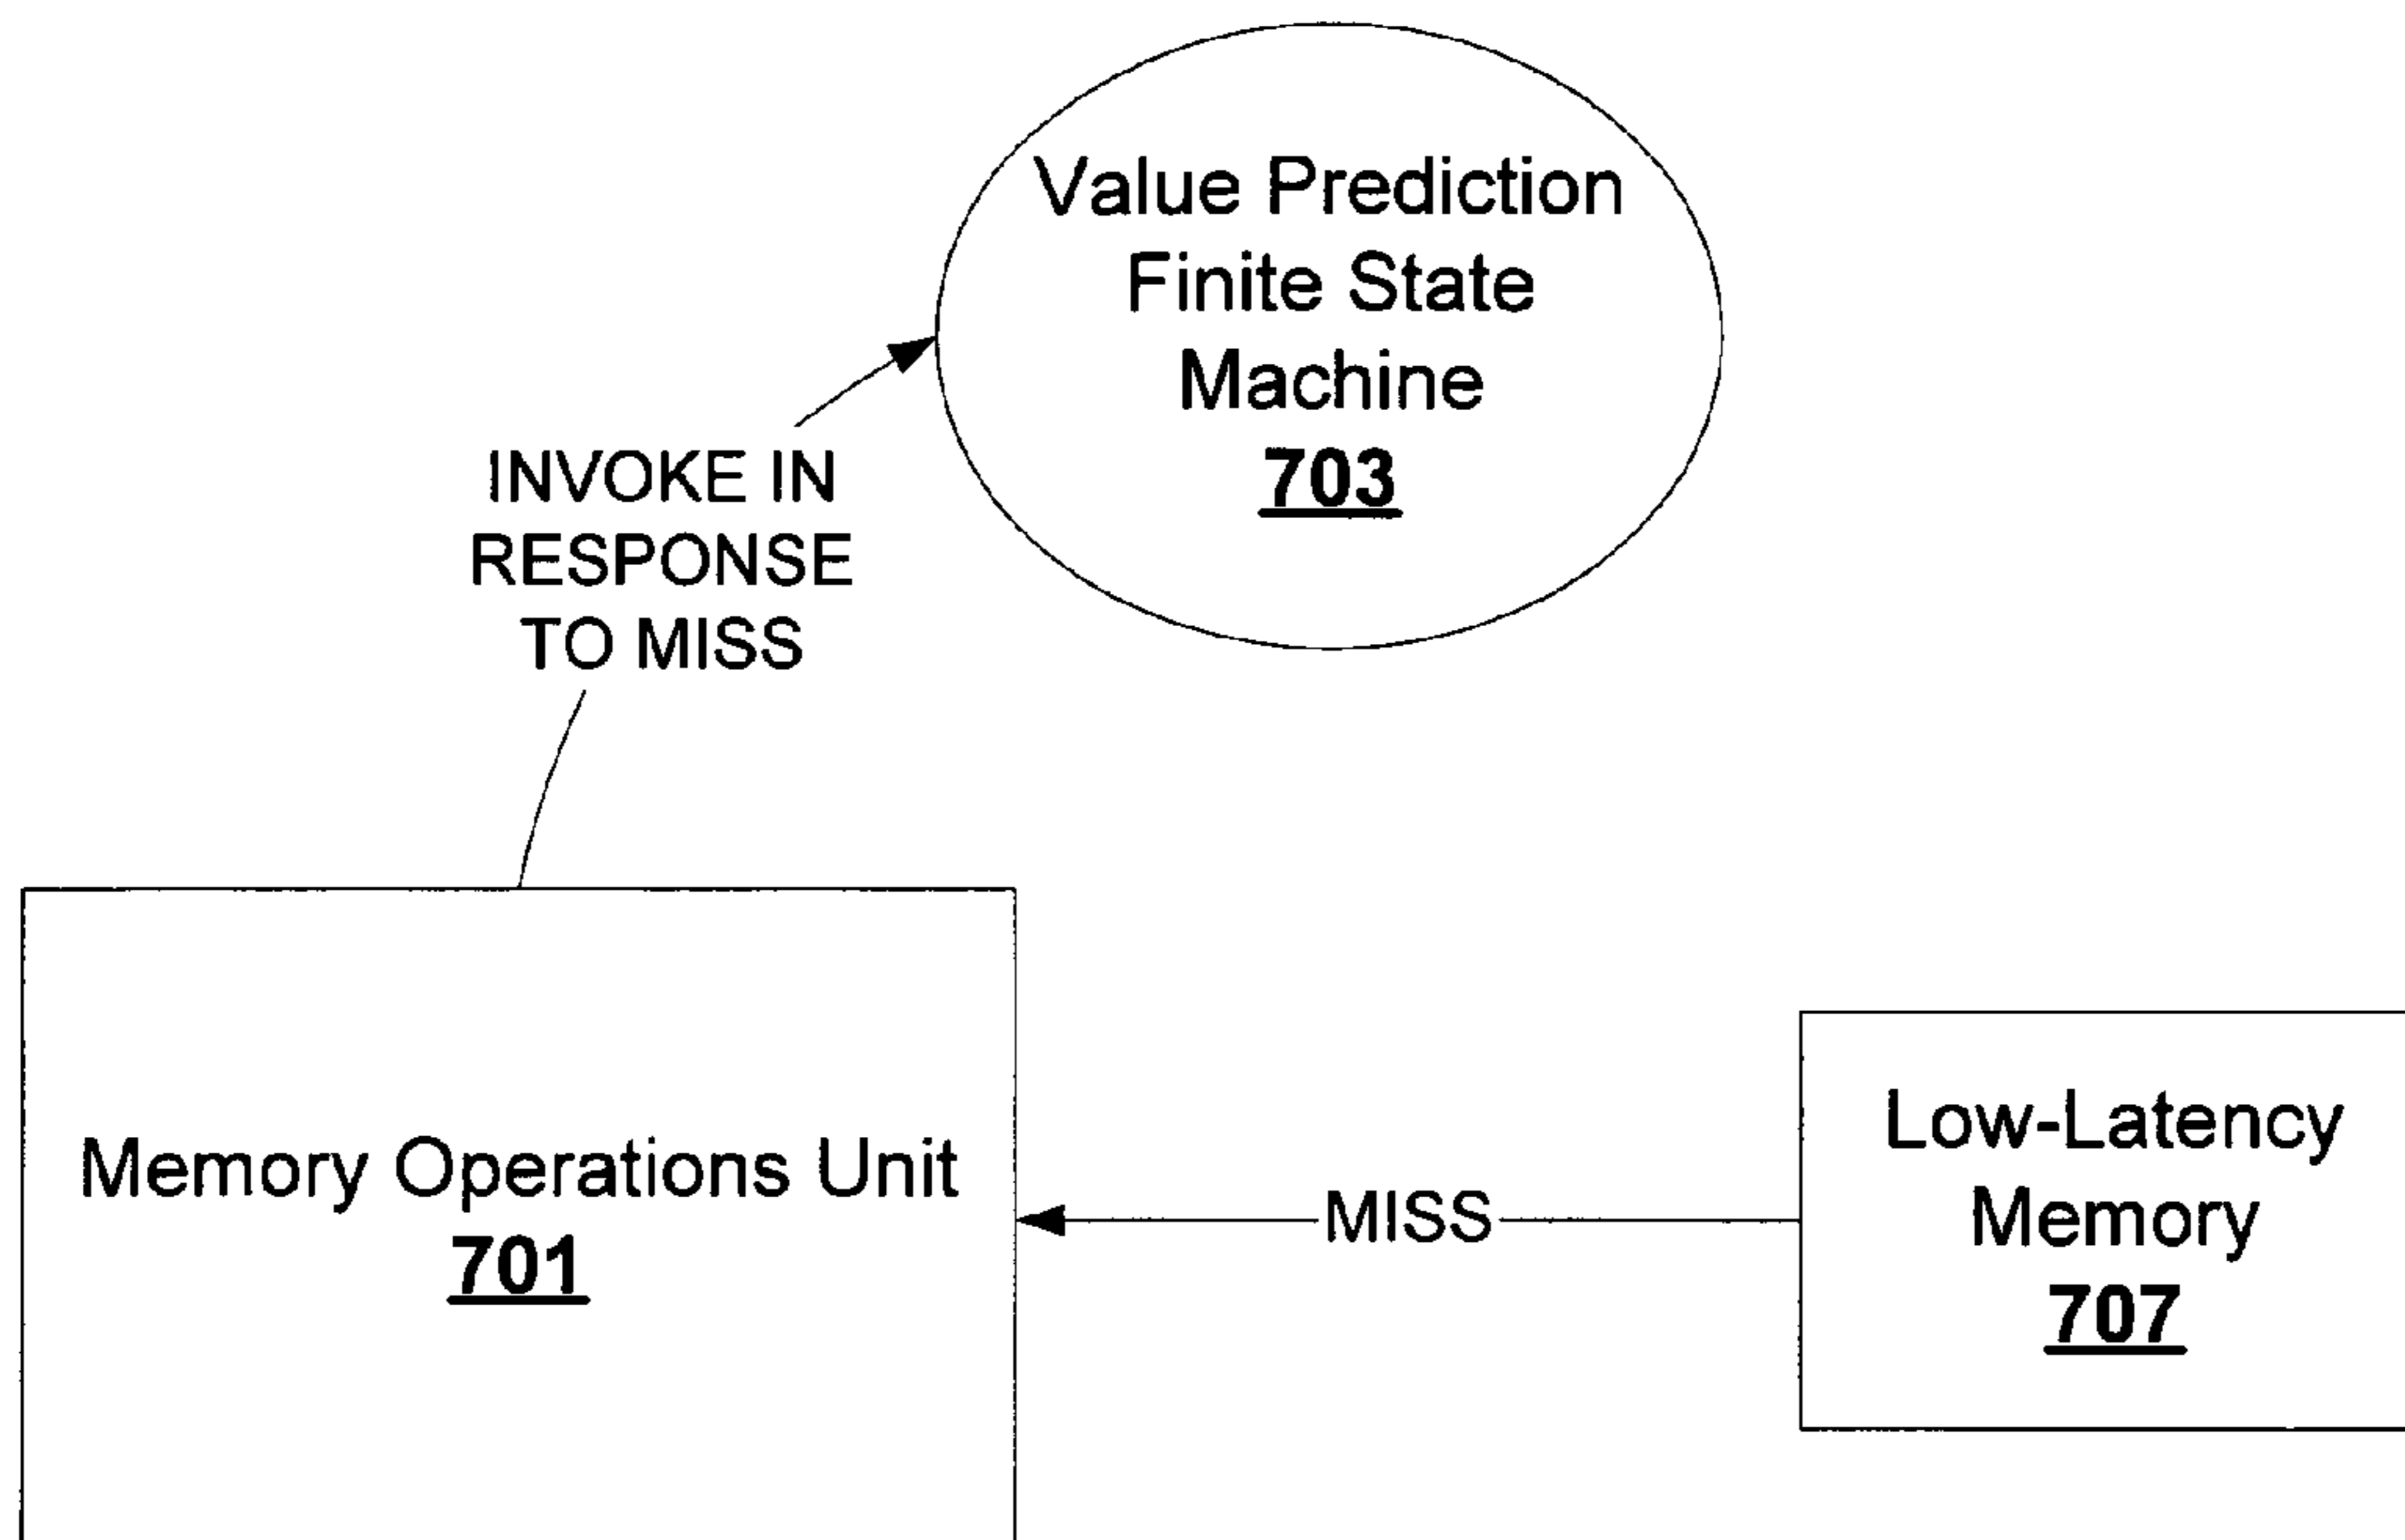 Value Prediction
Finite State
Machine
703
INVOKE IN
RESPONSE
TO MISS
Memory Operations Unit
701
MISS
Low-Latency
Memory
707